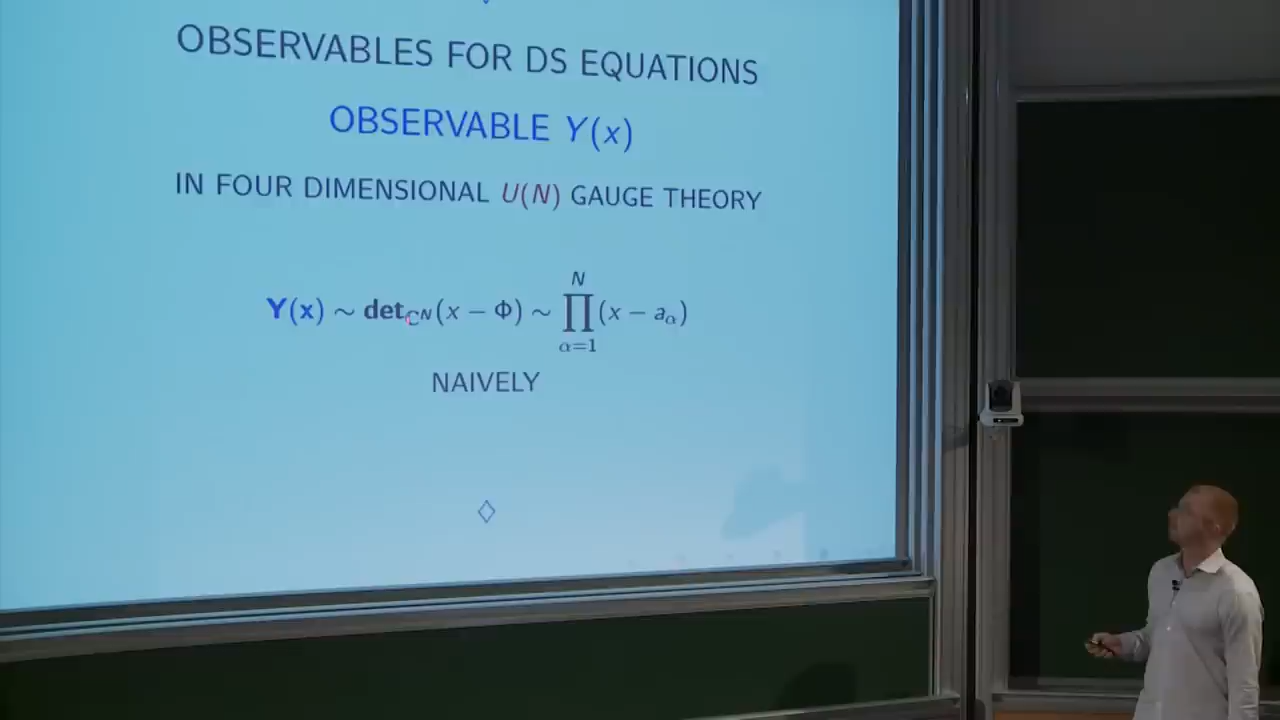 OBSERVABLES FOR DS EQUATIONS
OBSERVABLE Y(x)
IN FOUR DIMENSIONAL U(N) GAUGE THEORY
Y(x) ∼ det_{ℂ^N}(x − Φ) ∼ ∏_{α=1}^{N}(x − a_α)
NAIVELY